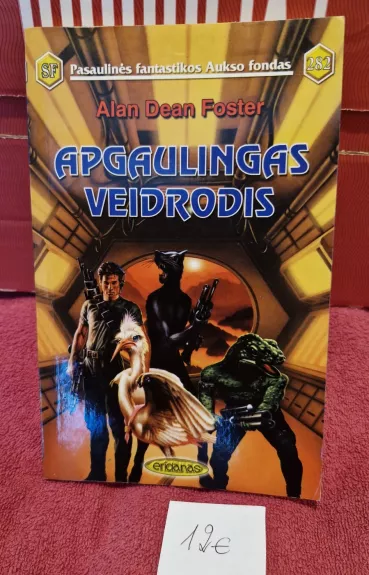 SF
Pasaulinės fantastikos Aukso fondas
282
Alan Dean Foster
APGAULINGAS
VEIDRODIS
eridanas
12€